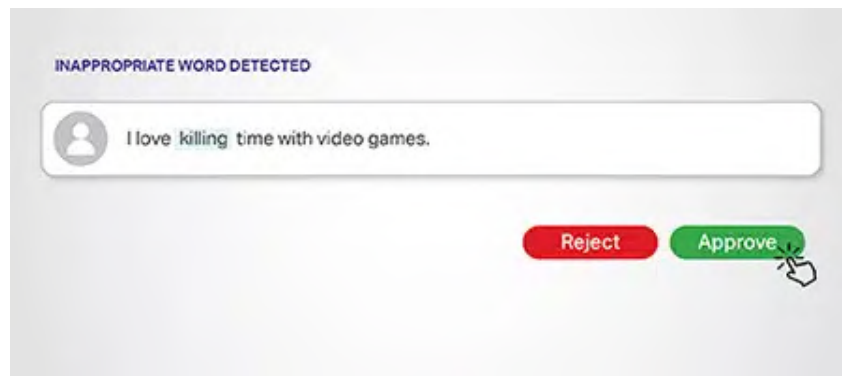 INAPPROPRIATE WORD DETECTED
I love killing time with video games.
Reject
Approve